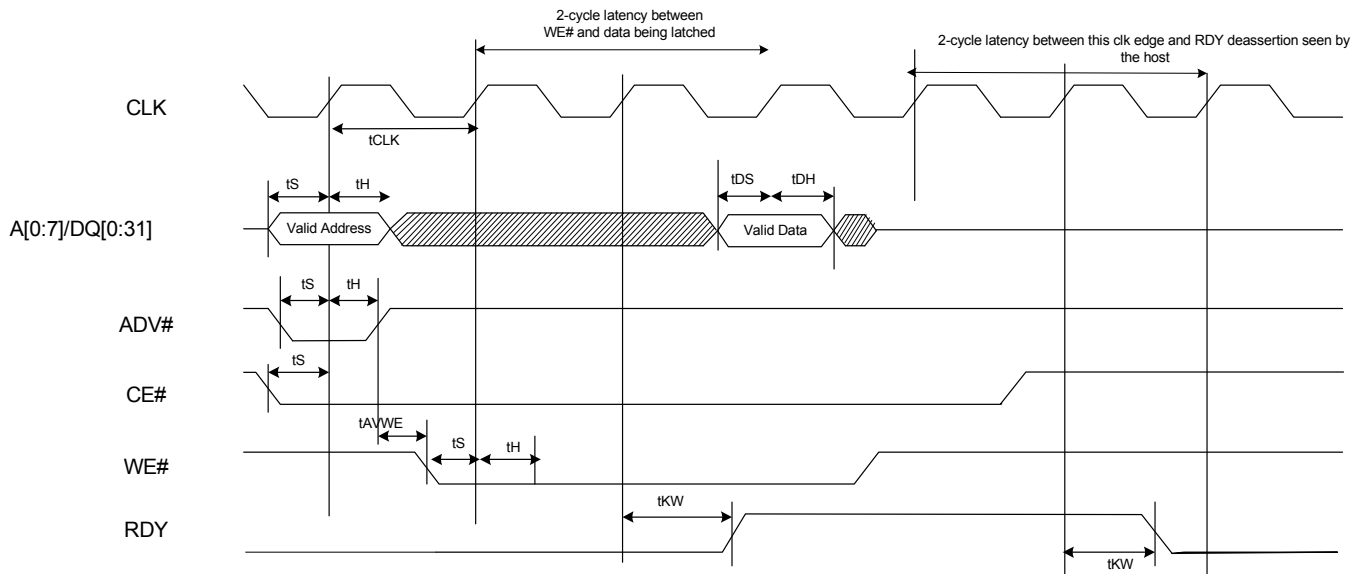 2-cycle latency between
WE# and data being latched
2-cycle latency between this clk edge and RDY deassertion seen by
the host
CLK
tCLK
tS
tH
tDS
tDH
A[0:7]/DQ[0:31]
Valid Address
Valid Data
tS
tH
ADV#
tS
CE#
tAVWE
tS
tH
WE#
tKW
RDY
tKW